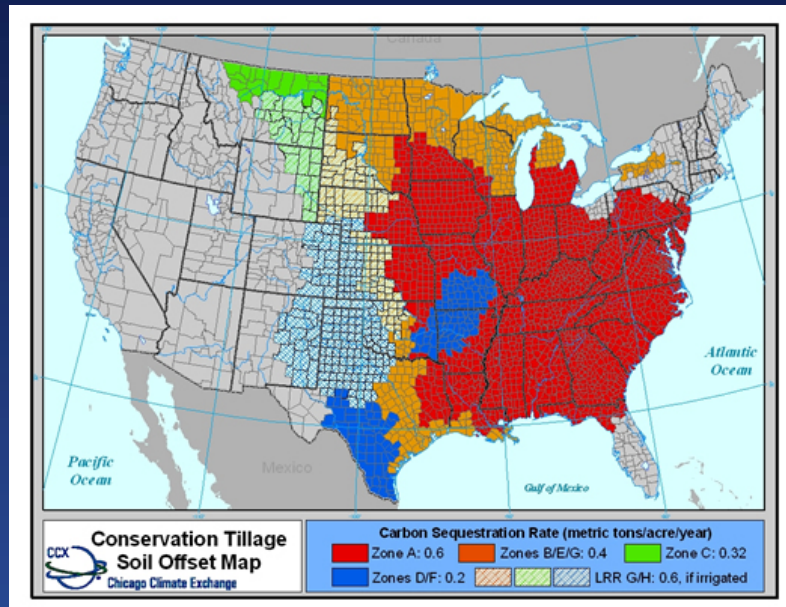 Canada
Atlantic
Ocean
Pacific
Ocean
Mexico
Gulf of Mexico
CCX
Conservation Tillage
Soil Offset Map
Chicago Climate Exchange
Carbon Sequestration Rate (metric tons/acre/year)
Zone A: 0.6 Zones B/E/G: 0.4 Zone C: 0.32
Zones D/F: 0.2 LRR G/H: 0.6, if irrigated